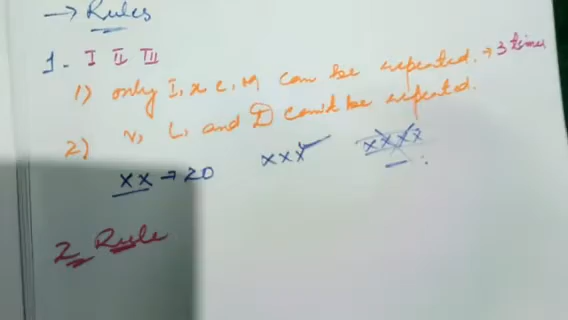 → Rules
1- I II III
1) only I, x c, M can be repeated. → 3 times
2) V, L, and D can't be repeated.
XX → 20 XXX ✓ XXXX
2 Rule